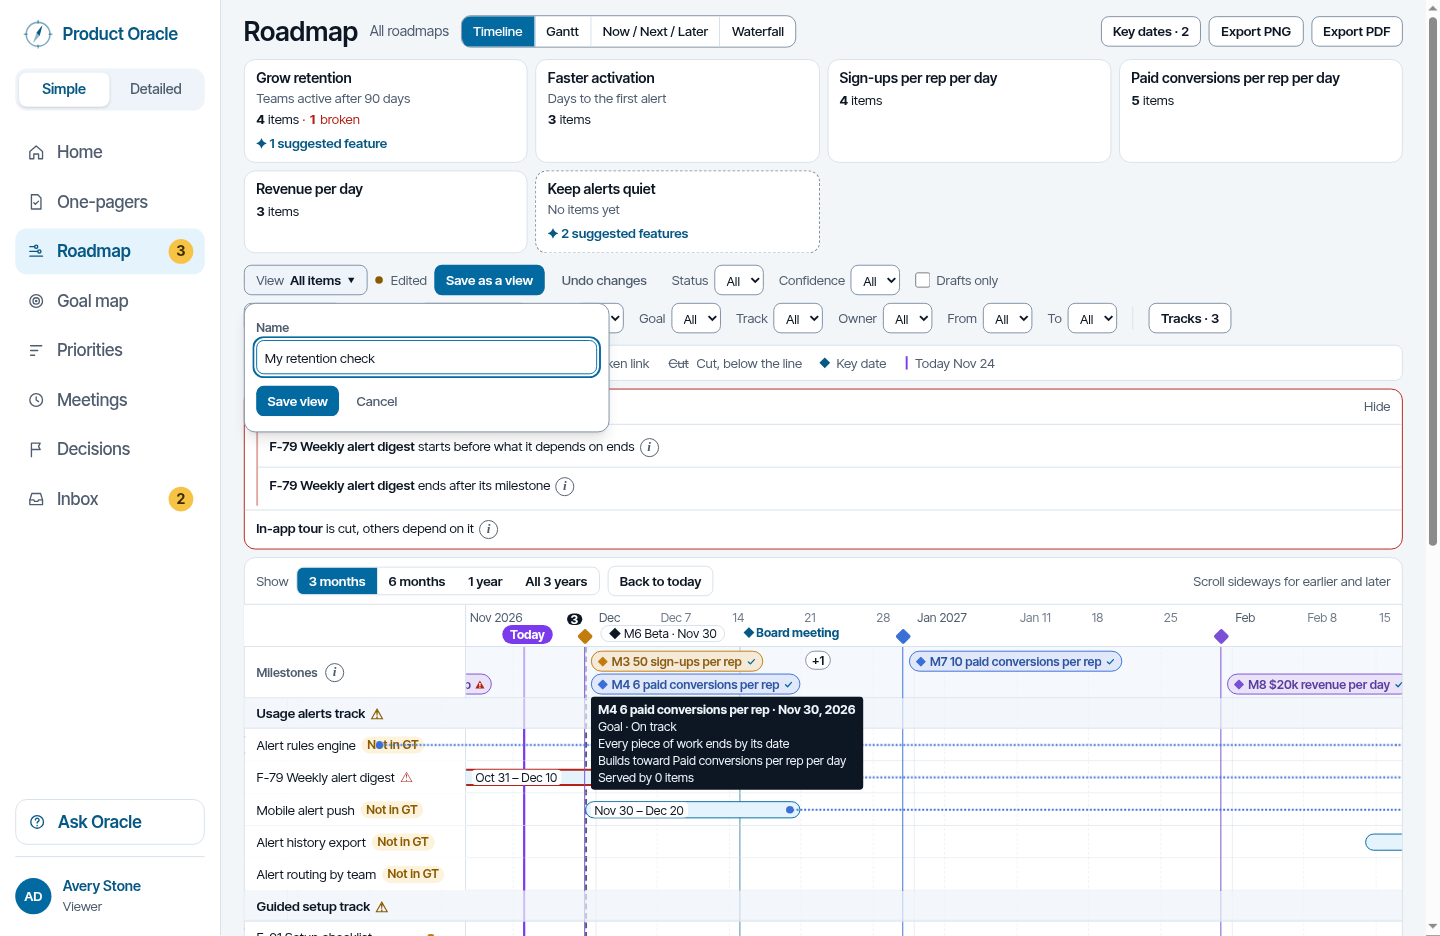 Product Oracle
Simple
Detailed
Home
One-pagers
Roadmap
3
Goal map
Priorities
Meetings
Decisions
Inbox
2
Ask Oracle
AD
Avery Stone
Viewer
Roadmap
All roadmaps
Timeline
Gantt
Now / Next / Later
Waterfall
Key dates · 2
Export PNG
Export PDF
Grow retention
Teams active after 90 days
4 items · 1 broken
1 suggested feature
Faster activation
Days to the first alert
3 items
Sign-ups per rep per day
4 items
Paid conversions per rep per day
5 items
Revenue per day
3 items
Keep alerts quiet
No items yet
2 suggested features
View All items
Edited
Save as a view
Undo changes
Status
All
Confidence
All
Drafts only
Goal
All
Track
All
Owner
All
From
All
To
All
Tracks · 3
Name
My retention check
Save view
Cancel
link
Cut
Cut, below the line
Key date
Today Nov 24
Hide
F-79 Weekly alert digest starts before what it depends on ends
F-79 Weekly alert digest ends after its milestone
In-app tour is cut, others depend on it
Show
3 months
6 months
1 year
All 3 years
Back to today
Scroll sideways for earlier and later
Nov 2026
3
Dec
Dec 7
14
21
28
Jan 2027
Jan 11
18
25
Feb
Feb 8
15
Today
M6 Beta · Nov 30
Board meeting
Milestones
M3 50 sign-ups per rep
+1
M7 10 paid conversions per rep
M4 6 paid conversions per rep
M8 $20k revenue per day
M4 6 paid conversions per rep · Nov 30, 2026
Goal · On track
Every piece of work ends by its date
Builds toward Paid conversions per rep per day
Served by 0 items
Usage alerts track
Alert rules engine
Not in GT
F-79 Weekly alert digest
Oct 31 – Dec 10
Mobile alert push
Not in GT
Nov 30 – Dec 20
Alert history export
Not in GT
Alert routing by team
Not in GT
Guided setup track